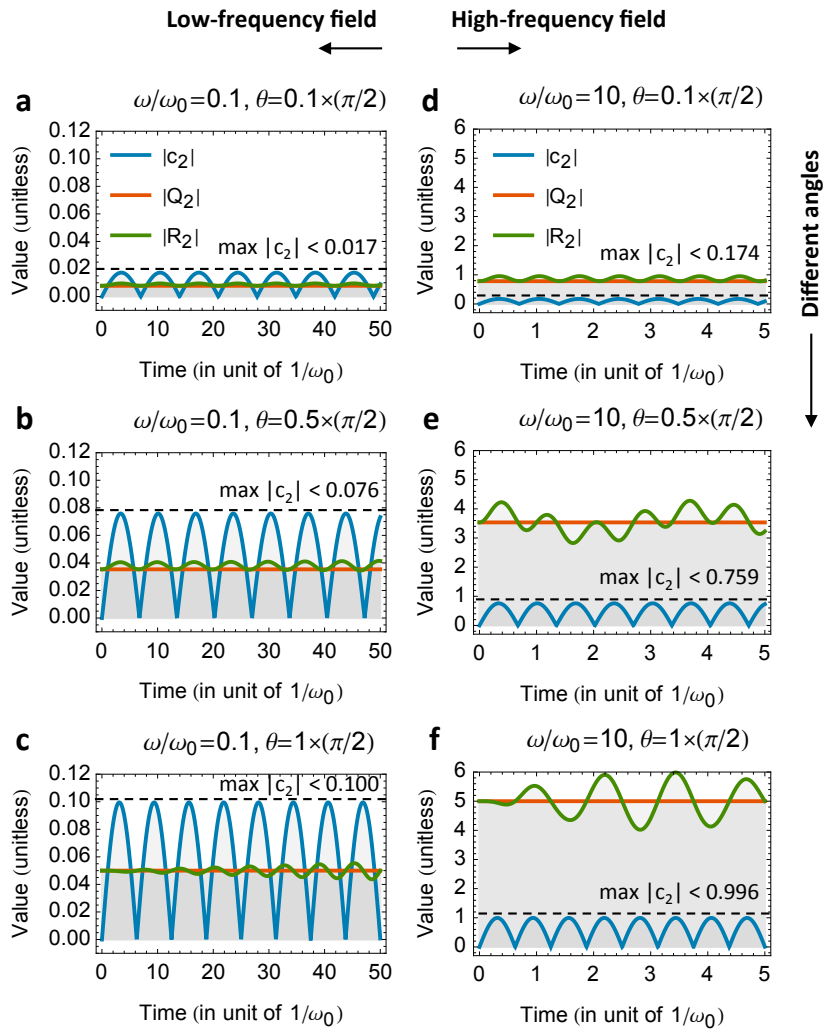 Low-frequency field
High-frequency field
Different angles
a
ω/ω₀=0.1, θ=0.1×(π/2)
Value (unitless)
0.12
0.10
0.08
0.06
0.04
0.02
0.00
|c₂|
|Q₂|
|R₂|
max |c₂| < 0.017
0 10 20 30 40 50
Time (in unit of 1/ω₀)
d
ω/ω₀=10, θ=0.1×(π/2)
Value (unitless)
6
5
4
3
2
1
0
|c₂|
|Q₂|
|R₂|
max |c₂| < 0.174
0 1 2 3 4 5
Time (in unit of 1/ω₀)
b
ω/ω₀=0.1, θ=0.5×(π/2)
Value (unitless)
0.12
0.10
0.08
0.06
0.04
0.02
0.00
max |c₂| < 0.076
0 10 20 30 40 50
Time (in unit of 1/ω₀)
e
ω/ω₀=10, θ=0.5×(π/2)
Value (unitless)
6
5
4
3
2
1
0
max |c₂| < 0.759
0 1 2 3 4 5
Time (in unit of 1/ω₀)
c
ω/ω₀=0.1, θ=1×(π/2)
Value (unitless)
0.12
0.10
0.08
0.06
0.04
0.02
0.00
max |c₂| < 0.100
0 10 20 30 40 50
Time (in unit of 1/ω₀)
f
ω/ω₀=10, θ=1×(π/2)
Value (unitless)
6
5
4
3
2
1
0
max |c₂| < 0.996
0 1 2 3 4 5
Time (in unit of 1/ω₀)